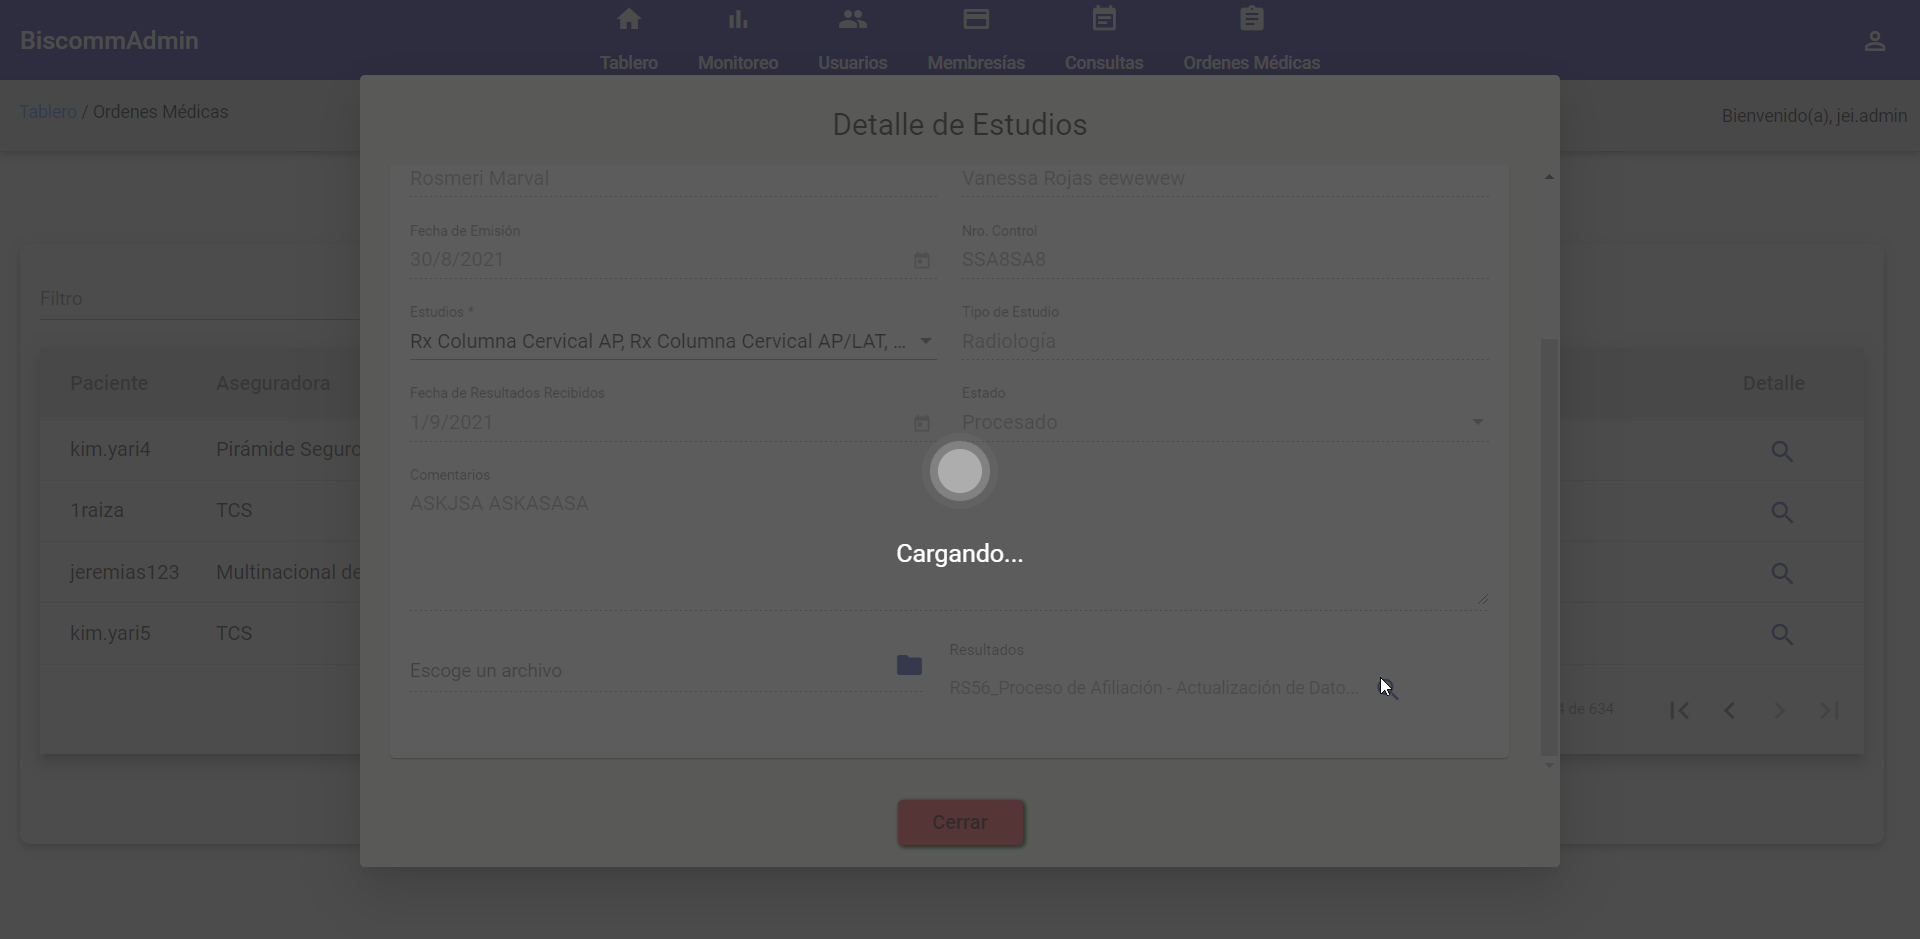 BiscommAdmin
Tablero
Monitoreo
Usuarios
Membresías
Consultas
Ordenes Médicas
Tablero / Ordenes Médicas
Bienvenido(a), jei.admin
Detalle de Estudios
Rosmeri Marval
Vanessa Rojas eewewew
Fecha de Emisión
Nro. Control
30/8/2021
SSA8SA8
Filtro
Estudios *
Tipo de Estudio
Rx Columna Cervical AP, Rx Columna Cervical AP/LAT, ...
Radiología
Paciente
Aseguradora
Detalle
Fecha de Resultados Recibidos
Estado
1/9/2021
Procesado
kim.yari4
Pirámide Seguro
Comentarios
ASKJSA ASKASASA
1raiza
TCS
Cargando...
jeremias123
Multinacional de
kim.yari5
TCS
Escoge un archivo
Resultados
RS56_Proceso de Afiliación - Actualización de Dato...
de 634
Cerrar